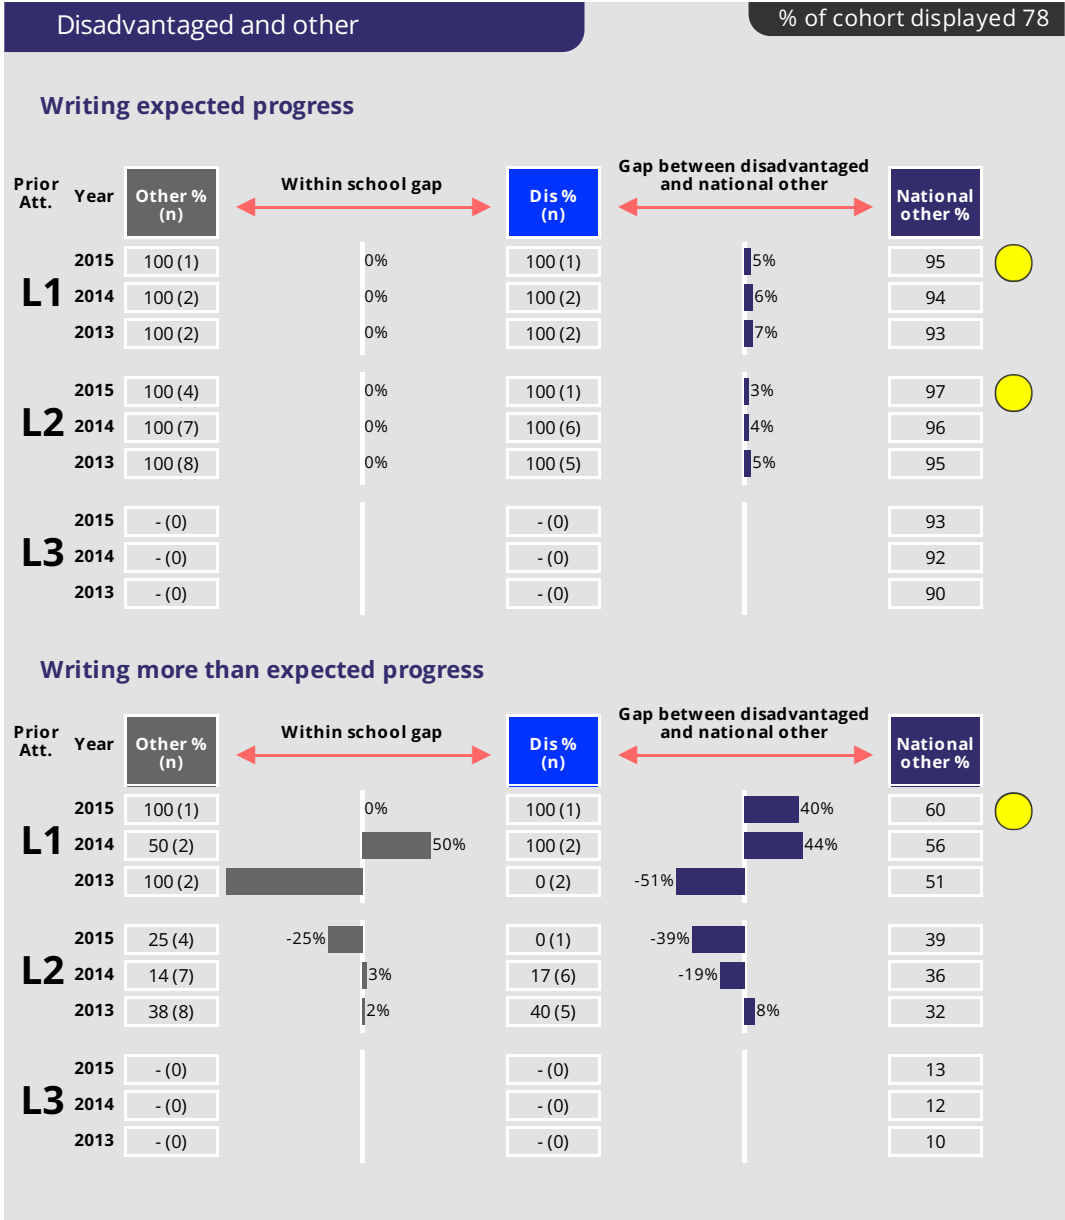 Disadvantaged and other
% of cohort displayed 78
Writing expected progress
Prior Att. Year Other % (n) Within school gap Dis % (n) Gap between disadvantaged and national other National other %
2015 100 (1) 0% 100 (1) 5% 95
L1 2014 100 (2) 0% 100 (2) 6% 94
2013 100 (2) 0% 100 (2) 7% 93
2015 100 (4) 0% 100 (1) 3% 97
L2 2014 100 (7) 0% 100 (6) 4% 96
2013 100 (8) 0% 100 (5) 5% 95
2015 - (0) - (0) 93
L3 2014 - (0) - (0) 92
2013 - (0) - (0) 90
Writing more than expected progress
Prior Att. Year Other % (n) Within school gap Dis % (n) Gap between disadvantaged and national other National other %
2015 100 (1) 0% 100 (1) 40% 60
L1 2014 50 (2) 50% 100 (2) 44% 56
2013 100 (2) 0 (2) -51% 51
2015 25 (4) -25% 0 (1) -39% 39
L2 2014 14 (7) 3% 17 (6) -19% 36
2013 38 (8) 2% 40 (5) 8% 32
2015 - (0) - (0) 13
L3 2014 - (0) - (0) 12
2013 - (0) - (0) 10